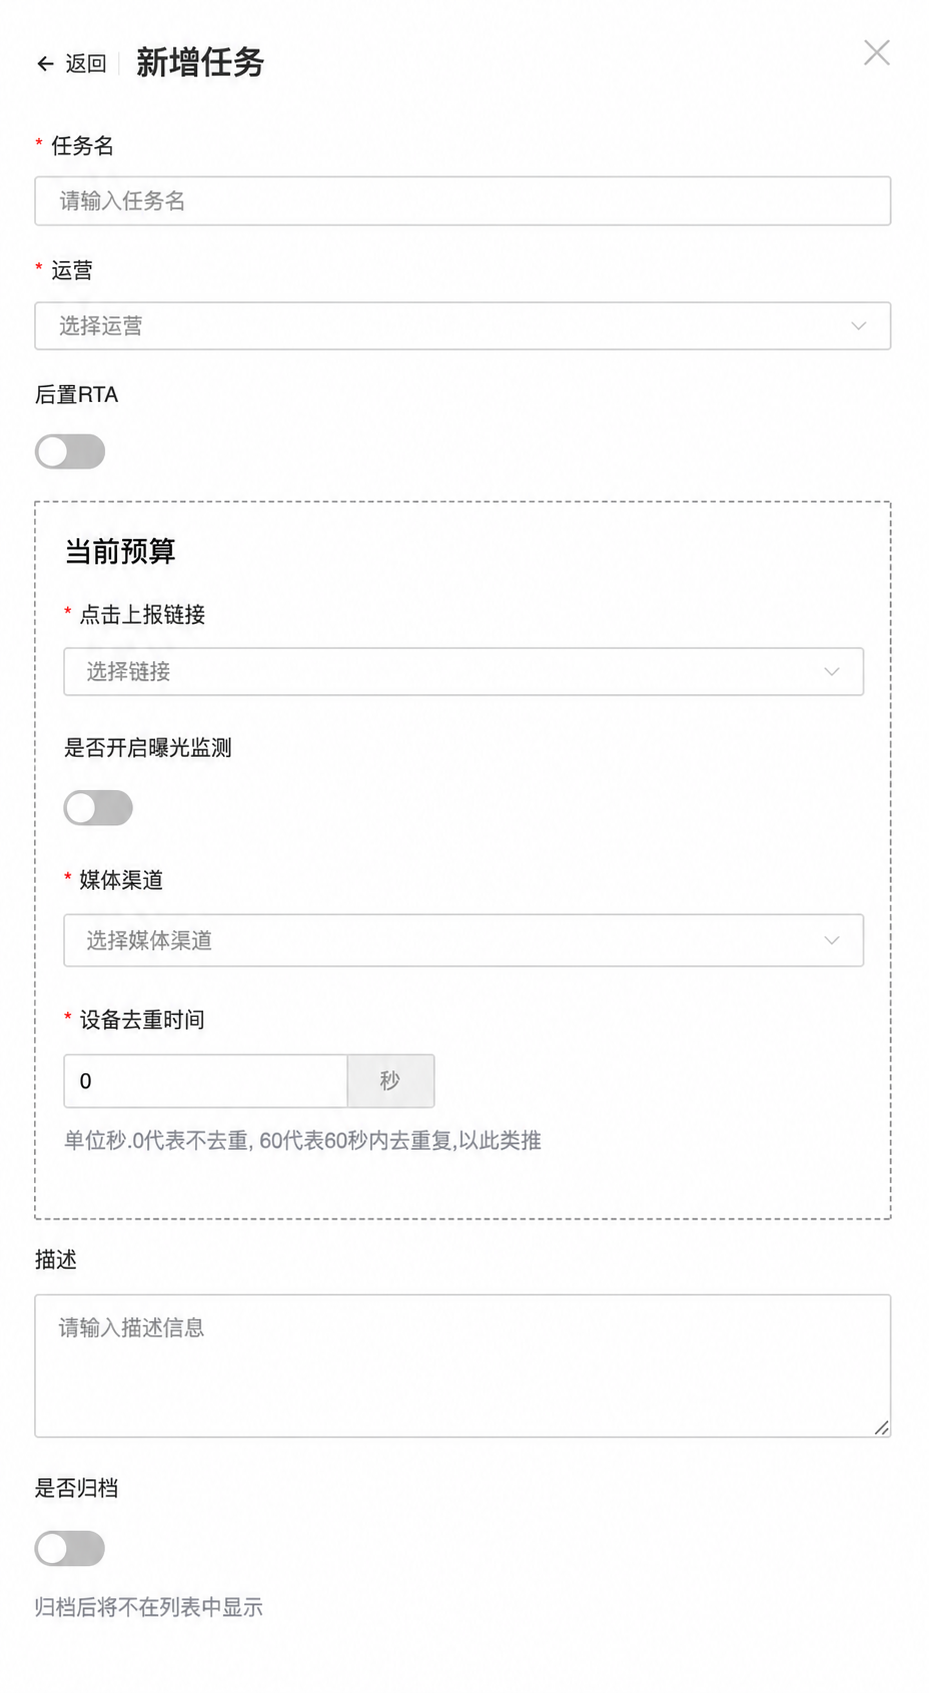 返回 新增任务
* 任务名
请输入任务名
* 运营
选择运营
后置RTA
当前预算
* 点击上报链接
选择链接
是否开启曝光监测
* 媒体渠道
选择媒体渠道
* 设备去重时间
0 秒
单位秒.0代表不去重, 60代表60秒内去重复,以此类推
描述
请输入描述信息
是否归档
归档后将不在列表中显示